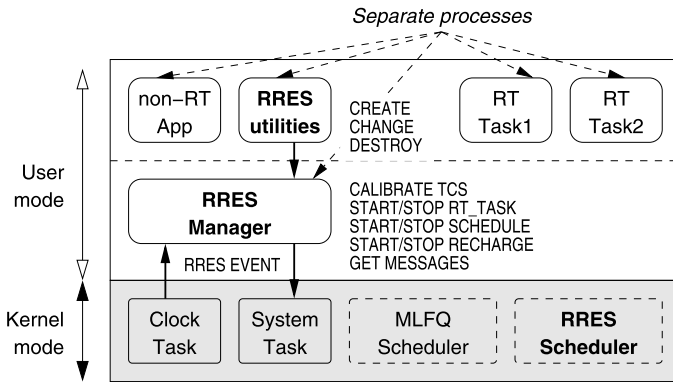 Separate processes
non−RT
App
RRES
utilities
RT
Task1
RT
Task2
CREATE
CHANGE
DESTROY
User
mode
RRES
Manager
CALIBRATE TCS
START/STOP RT_TASK
START/STOP SCHEDULE
START/STOP RECHARGE
GET MESSAGES
RRES EVENT
Kernel
mode
Clock
Task
System
Task
MLFQ
Scheduler
RRES
Scheduler